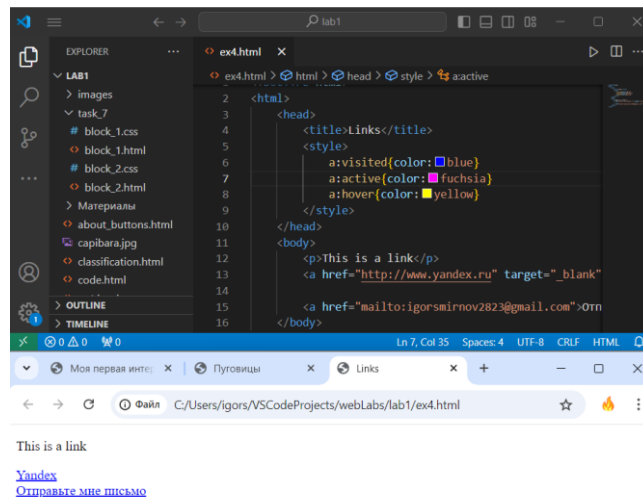 lab1
EXPLORER
LAB1
images
task_7
# block_1.css
<> block_1.html
# block_2.css
<> block_2.html
Материалы
<> about_buttons.html
capibara.jpg
<> classification.html
<> code.html
OUTLINE
TIMELINE
<> ex4.html ×
<> ex4.html > html > head > style > a:active
2 <html>
3 <head>
4 <title>Links</title>
5 <style>
6 a:visited{color:blue}
7 a:active{color:fuchsia}
8 a:hover{color:yellow}
9 </style>
10 </head>
11 <body>
12 <p>This is a link</p>
13 <a href="http://www.yandex.ru" target="_blank"
14
15 <a href="mailto:igorsmirnov2823@gmail.com">Отп
16 </body>
1
0 0 0 Ln 7, Col 35 Spaces: 4 UTF-8 CRLF HTML
Моя первая интер × Пуговицы × Links × +
Файл C:/Users/igors/VSCodeProjects/webLabs/lab1/ex4.html
This is a link
Yandex
Отправьте мне письмо